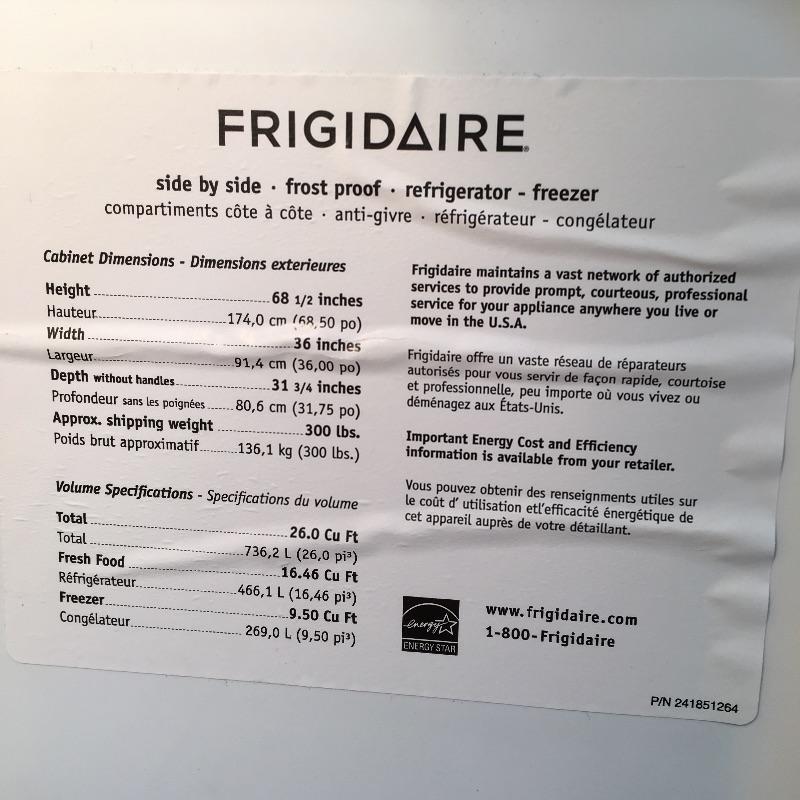 FRIGIDAIRE
side by side · frost proof · refrigerator - freezer
compartiments côte à côte · anti-givre · réfrigérateur - congélateur
Cabinet Dimensions - Dimensions exterieures
Height 68 1/2 inches
Hauteur 174,0 cm (68,50 po)
Width 36 inches
Largeur 91,4 cm (36,00 po)
Depth without handles 31 3/4 inches
Profondeur sans les poignées 80,6 cm (31,75 po)
Approx. shipping weight 300 lbs.
Poids brut approximatif 136,1 kg (300 lbs.)
Volume Specifications - Specifications du volume
Total 26.0 Cu Ft
Total 736,2 L (26,0 pi³)
Fresh Food 16.46 Cu Ft
Réfrigérateur 466,1 L (16,46 pi³)
Freezer 9.50 Cu Ft
Congélateur 269,0 L (9,50 pi³)
Frigidaire maintains a vast network of authorized
services to provide prompt, courteous, professional
service for your appliance anywhere you live or
move in the U.S.A.
Frigidaire offre un vaste réseau de réparateurs
autorisés pour vous servir de façon rapide, courtoise
et professionnelle, peu importe où vous vivez ou
déménagez aux États-Unis.
Important Energy Cost and Efficiency
information is available from your retailer.
Vous pouvez obtenir des renseignments utiles sur
le coût d' utilisation etl'efficacité énergétique de
cet appareil auprès de votre détaillant.
energy
ENERGY STAR
www.frigidaire.com
1-800-Frigidaire
P/N 241851264